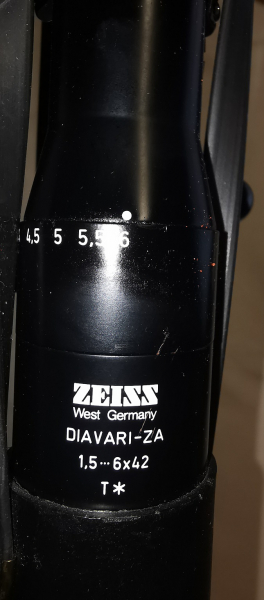 4,5 5 5,5 6
ZEISS
West Germany
DIAVARI-ZA
1,5···6x42
T*